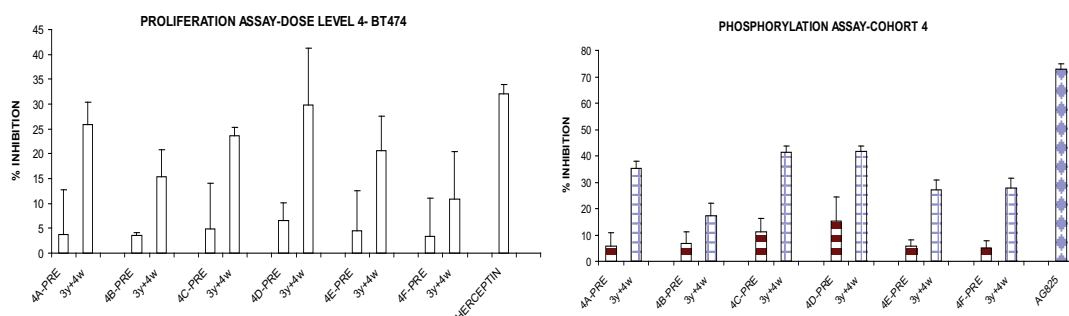 PROLIFERATION ASSAY-DOSE LEVEL 4- BT474
% INHIBITION
45
40
35
30
25
20
15
10
5
0
4A-PRE
3y+4w
4B-PRE
3y+4w
4C-PRE
3y+4w
4D-PRE
3y+4w
4E-PRE
3y+4w
4F-PRE
3y+4w
HERCEPTIN
PHOSPHORYLATION ASSAY-COHORT 4
% INHIBITION
80
70
60
50
40
30
20
10
0
4A-PRE
3y+4w
4B-PRE
3y+4w
4C-PRE
3y+4w
4D-PRE
3y+4w
4E-PRE
3y+4w
4F-PRE
3y+4w
AG825